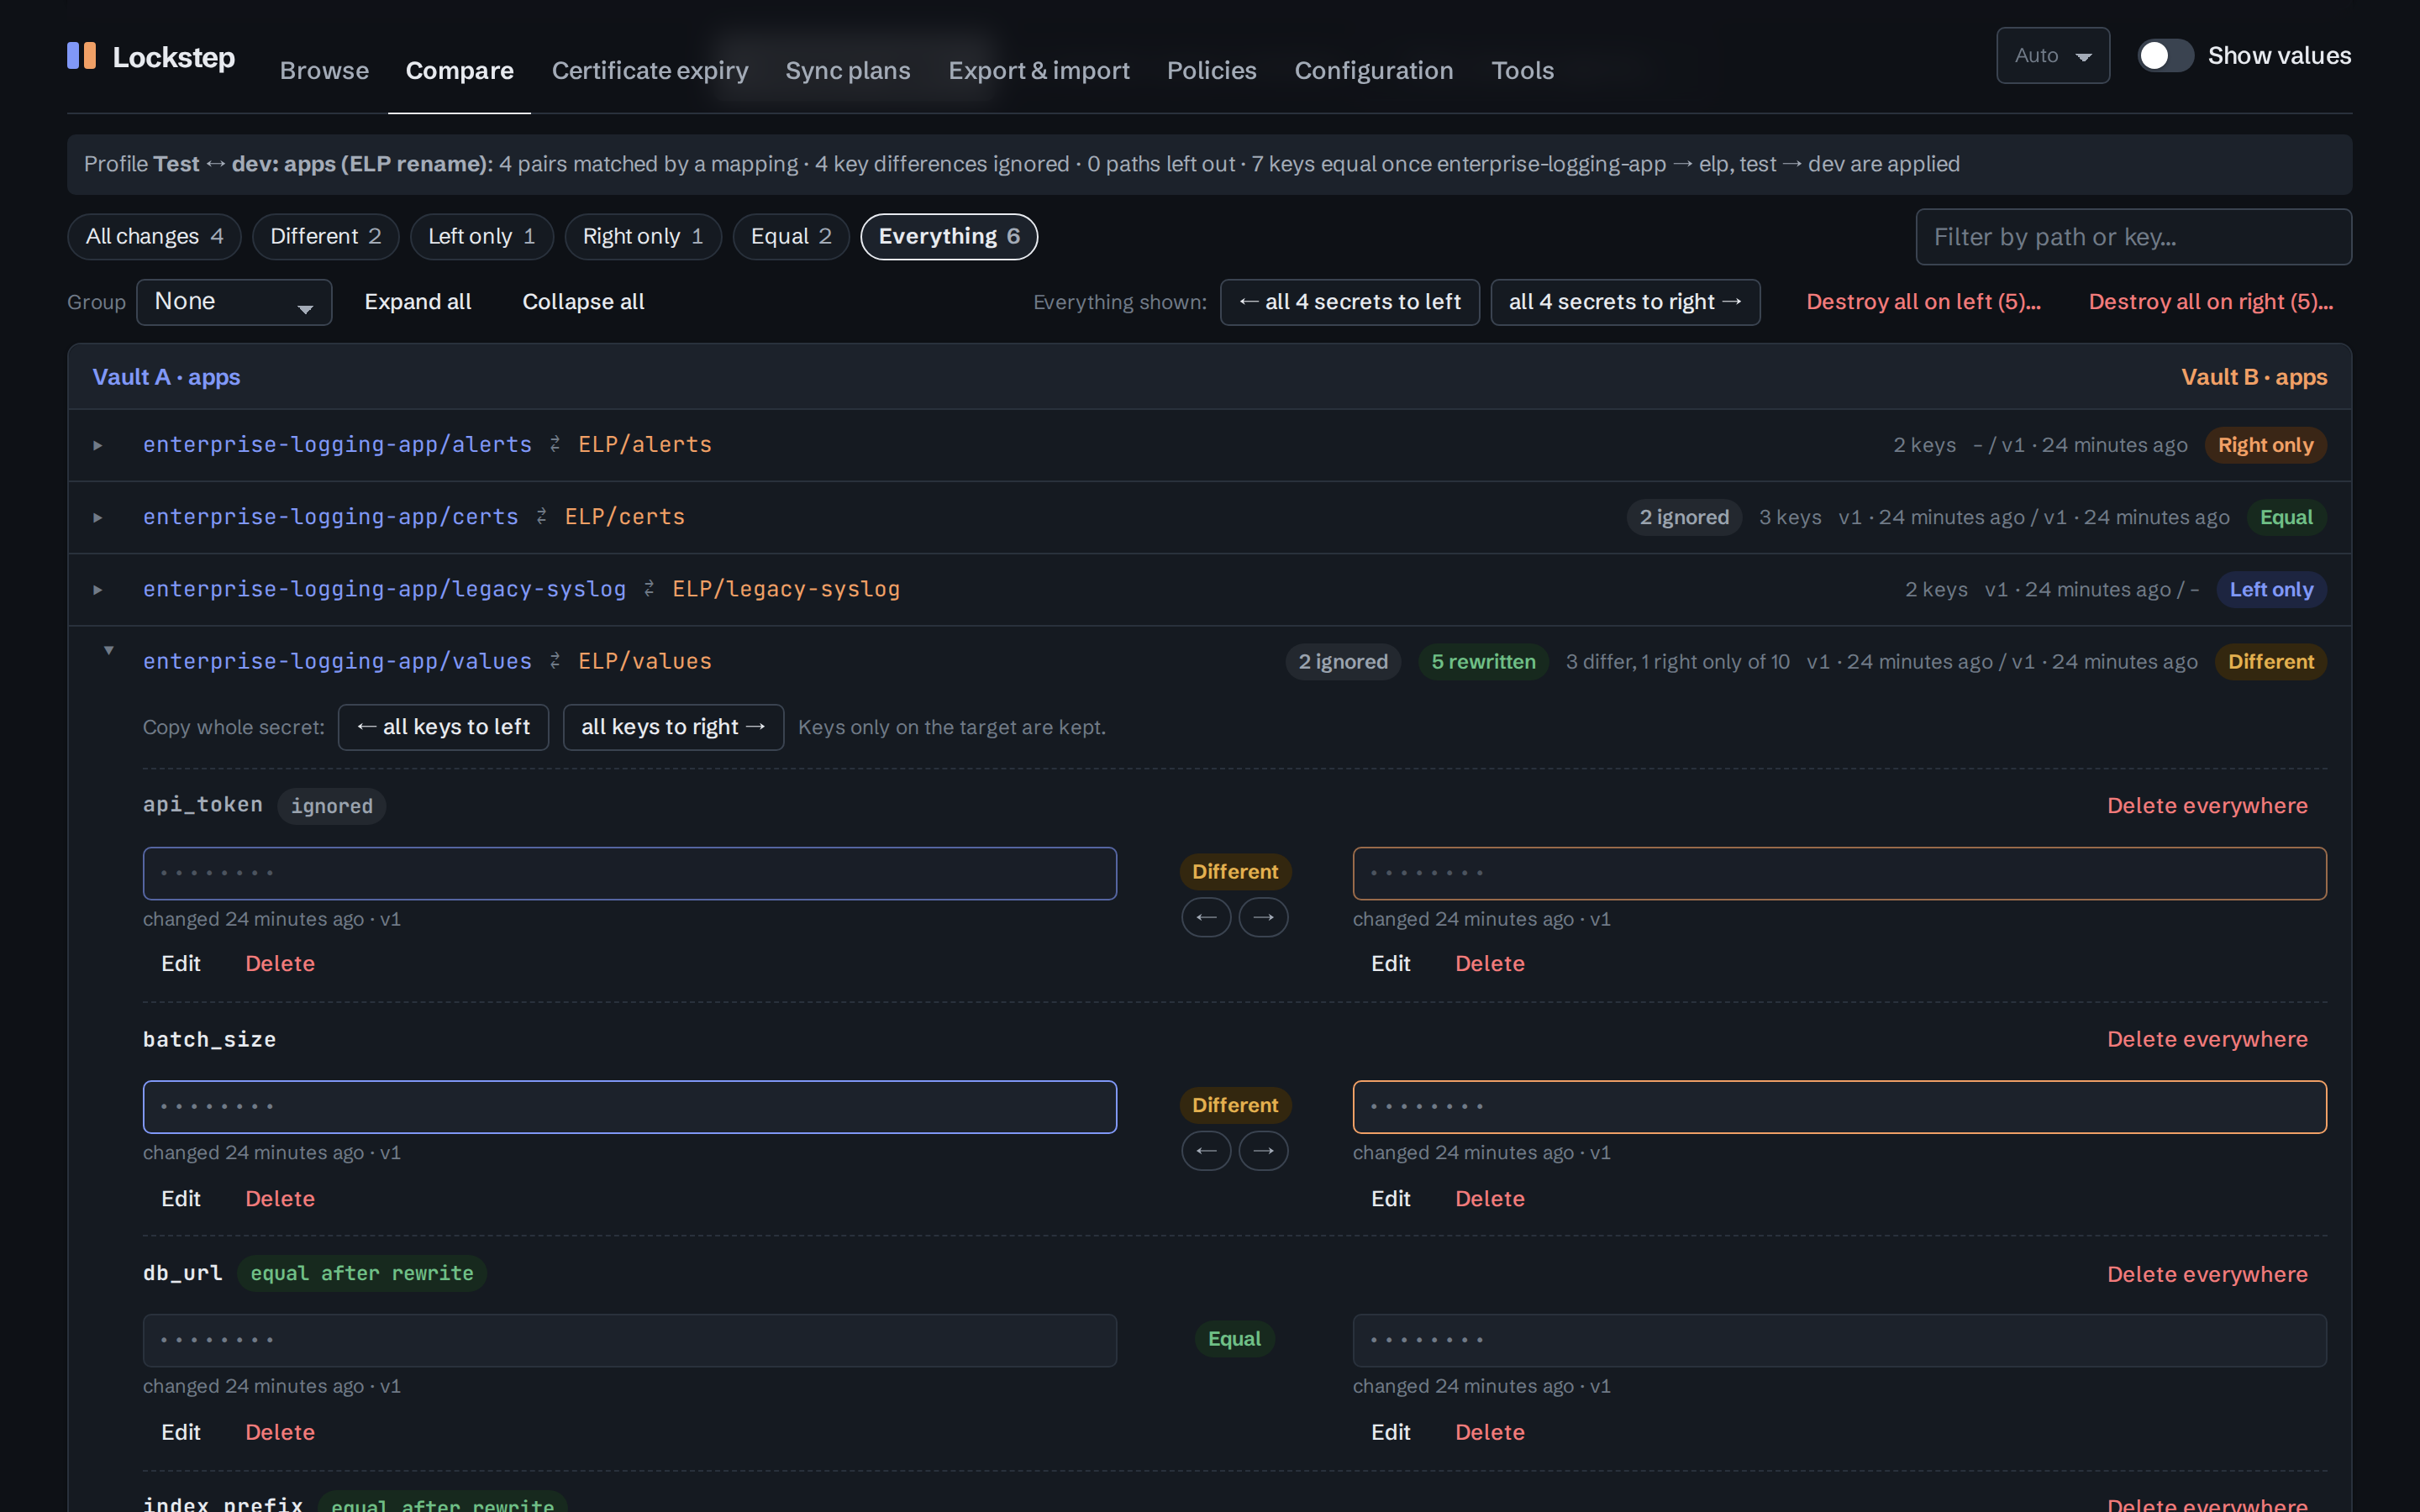 Lockstep Browse Compare Certificate expiry Sync plans Export & import Policies Configuration Tools Auto Show values
Profile Test ↔ dev: apps (ELP rename): 4 pairs matched by a mapping · 4 key differences ignored · 0 paths left out · 7 keys equal once enterprise-logging-app → elp, test → dev are applied
All changes 4 Different 2 Left only 1 Right only 1 Equal 2 Everything 6 Filter by path or key...
Group None Expand all Collapse all Everything shown: ← all 4 secrets to left all 4 secrets to right → Destroy all on left (5)... Destroy all on right (5)...
Vault A · apps Vault B · apps
▸ enterprise-logging-app/alerts ⇄ ELP/alerts 2 keys - / v1 · 24 minutes ago Right only
▸ enterprise-logging-app/certs ⇄ ELP/certs 2 ignored 3 keys v1 · 24 minutes ago / v1 · 24 minutes ago Equal
▸ enterprise-logging-app/legacy-syslog ⇄ ELP/legacy-syslog 2 keys v1 · 24 minutes ago / - Left only
▾ enterprise-logging-app/values ⇄ ELP/values 2 ignored 5 rewritten 3 differ, 1 right only of 10 v1 · 24 minutes ago / v1 · 24 minutes ago Different
Copy whole secret: ← all keys to left all keys to right → Keys only on the target are kept.
api_token ignored Delete everywhere
•••••••• Different ••••••••
changed 24 minutes ago · v1 ← → changed 24 minutes ago · v1
Edit Delete Edit Delete
batch_size Delete everywhere
•••••••• Different ••••••••
changed 24 minutes ago · v1 ← → changed 24 minutes ago · v1
Edit Delete Edit Delete
db_url equal after rewrite Delete everywhere
•••••••• Equal ••••••••
changed 24 minutes ago · v1 changed 24 minutes ago · v1
Edit Delete Edit Delete
index_prefix equal after rewrite Delete everywhere